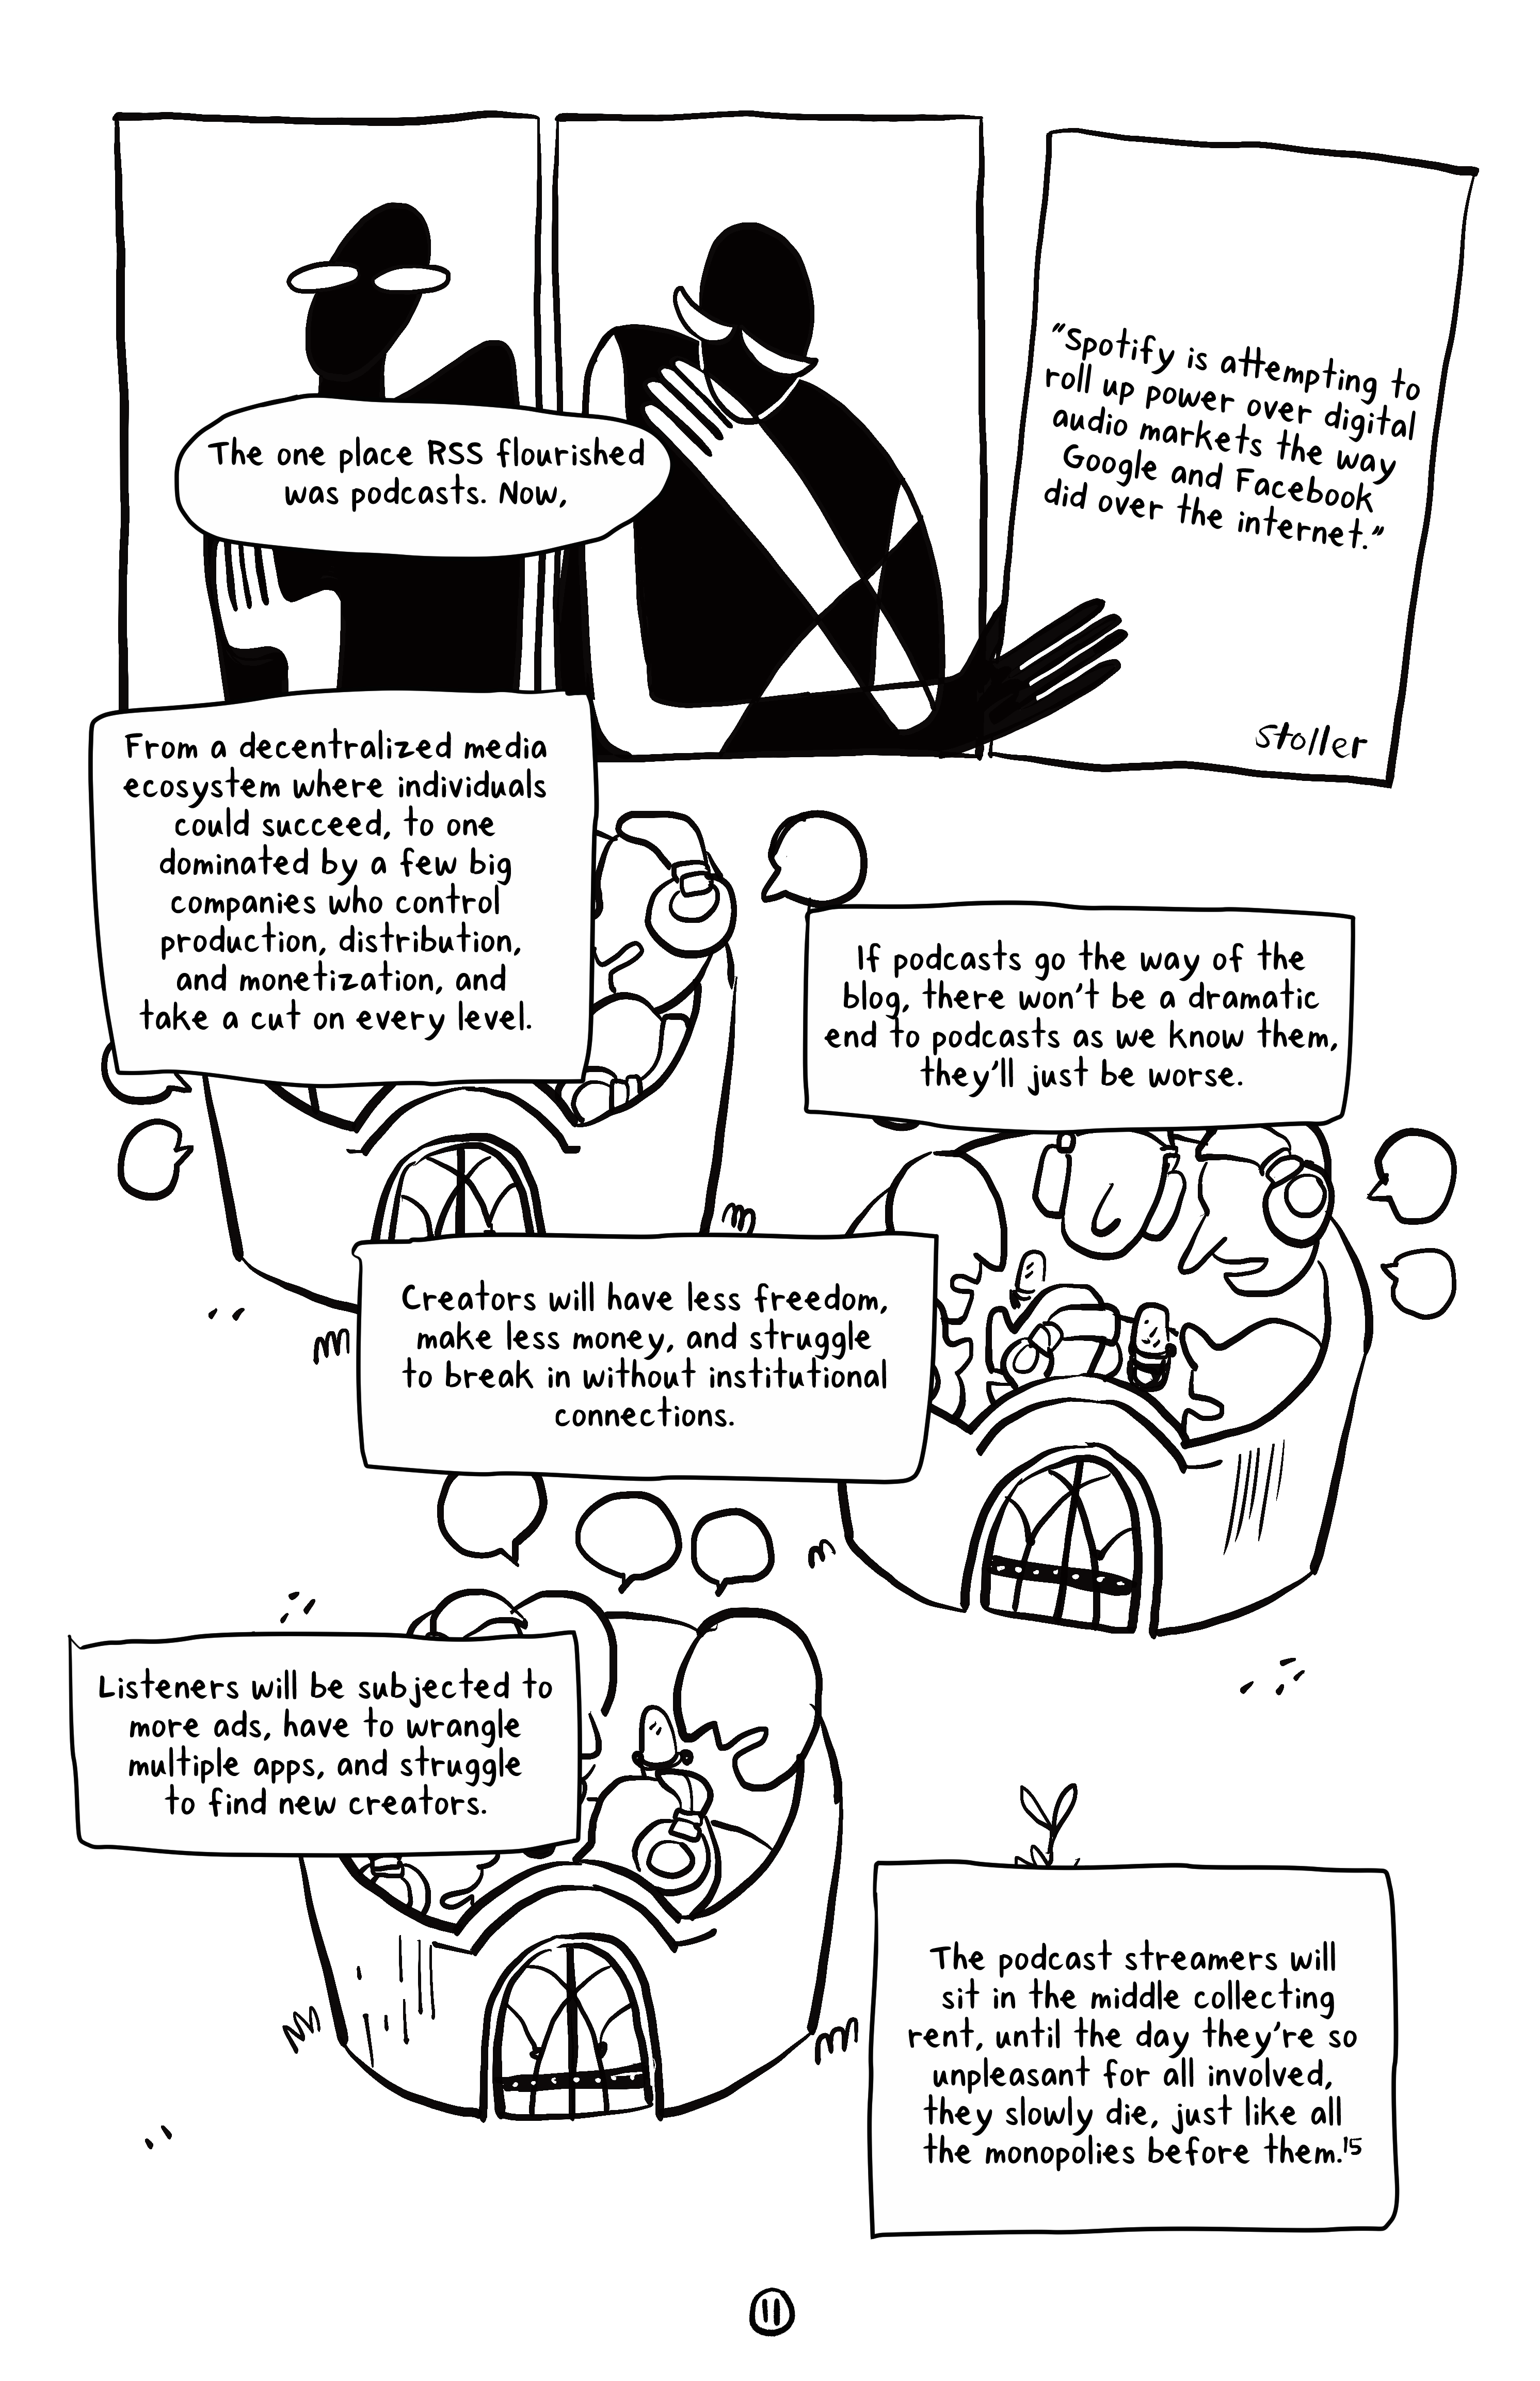 The one place RSS flourished
was podcasts. Now,
"Spotify is attempting to
roll up power over digital
audio markets the way
Google and Facebook
did over the internet."
Stoller
From a decentralized media
ecosystem where individuals
could succeed, to one
dominated by a few big
companies who control
production, distribution,
and monetization, and
take a cut on every level.
If podcasts go the way of the
blog, there won't be a dramatic
end to podcasts as we know them,
they'll just be worse.
Creators will have less freedom,
make less money, and struggle
to break in without institutional
connections.
Listeners will be subjected to
more ads, have to wrangle
multiple apps, and struggle
to find new creators.
The podcast streamers will
sit in the middle collecting
rent, until the day they're so
unpleasant for all involved,
they slowly die, just like all
the monopolies before them.15
11